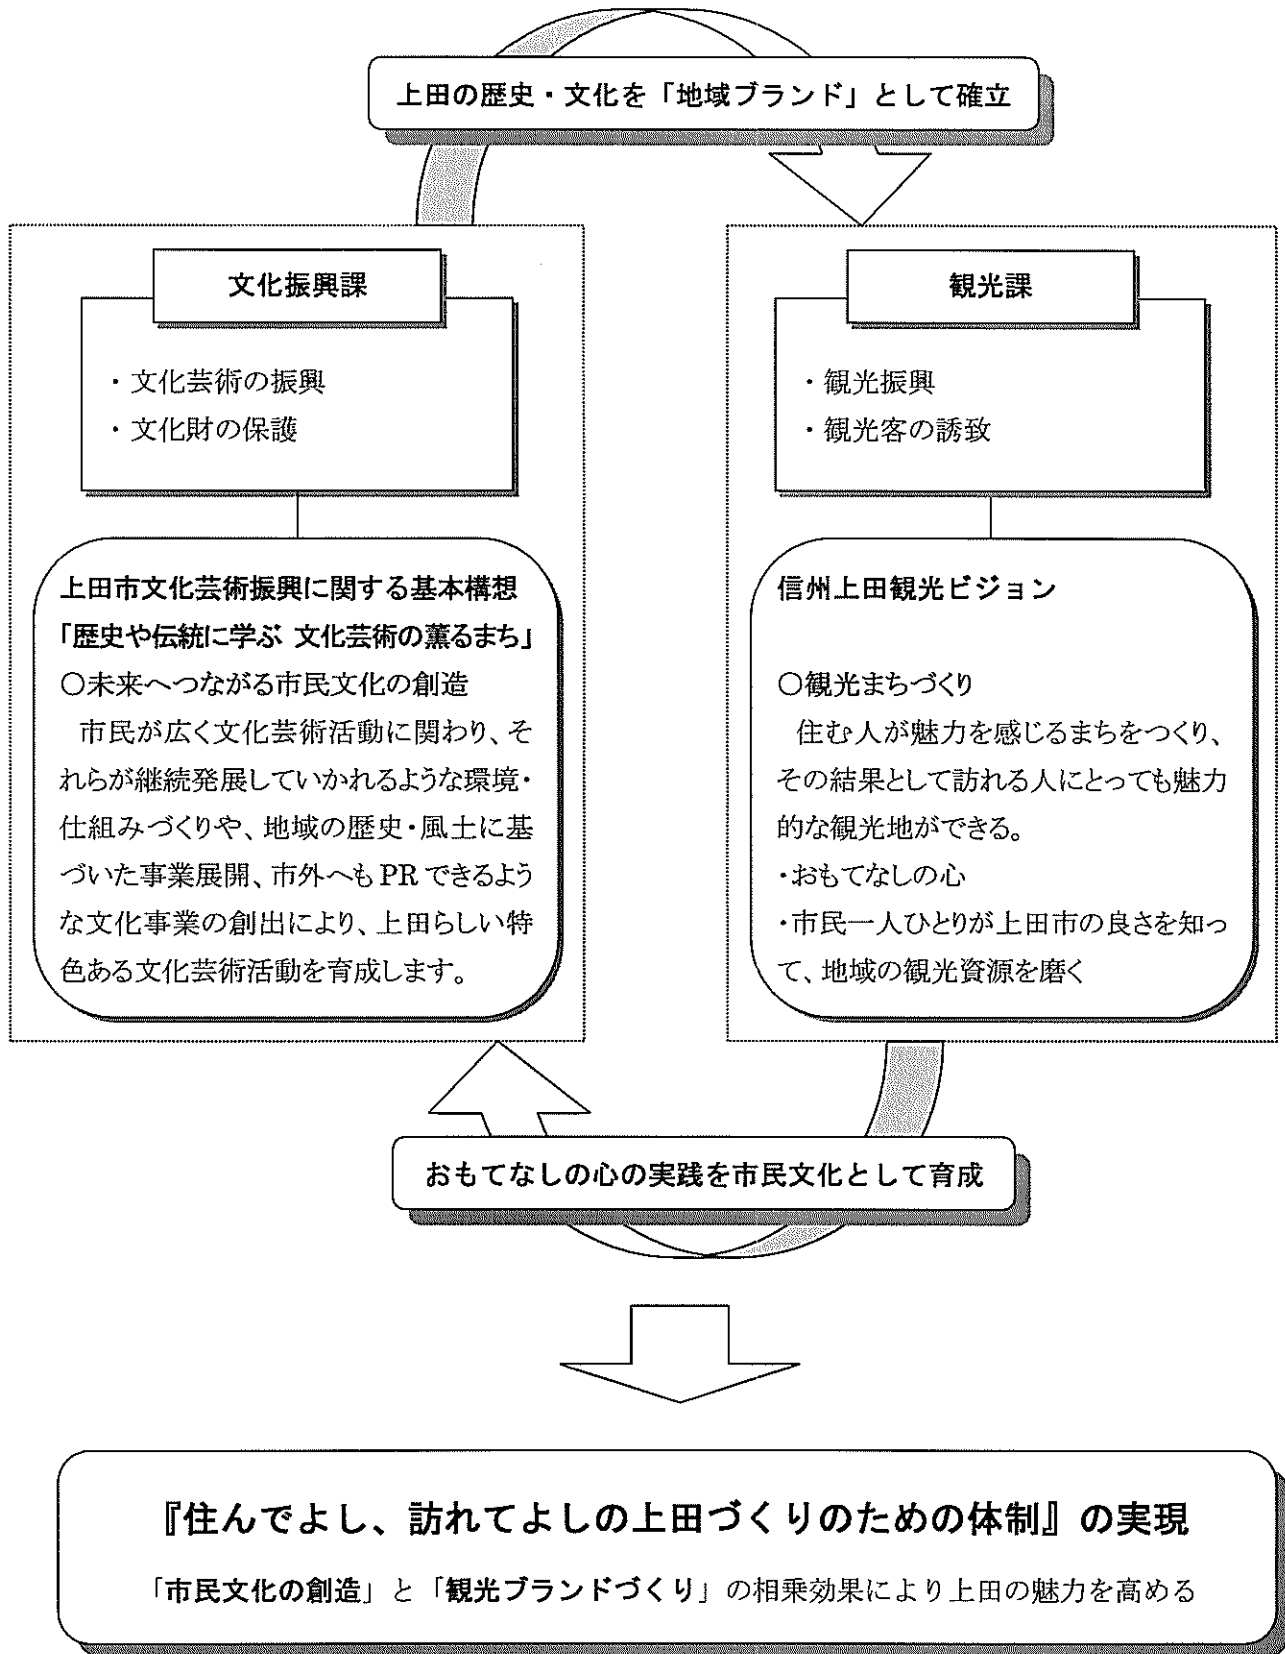 上田の歴史・文化を「地域ブランド」として確立
文化振興課
・文化芸術の振興
・文化財の保護
上田市文化芸術振興に関する基本構想
「歴史や伝統に学ぶ 文化芸術の薫るまち」
○未来へつながる市民文化の創造
市民が広く文化芸術活動に関わり、そ
れらが継続発展していかれるような環境・
仕組みづくりや、地域の歴史・風土に基
づいた事業展開、市外へも PR できるよう
な文化事業の創出により、上田らしい特
色ある文化芸術活動を育成します。
観光課
・観光振興
・観光客の誘致
信州上田観光ビジョン
○観光まちづくり
住む人が魅力を感じるまちをつくり、
その結果として訪れる人にとっても魅力
的な観光地ができる。
・おもてなしの心
・市民一人ひとりが上田市の良さを知っ
て、地域の観光資源を磨く
おもてなしの心の実践を市民文化として育成
『住んでよし、訪れてよしの上田づくりのための体制』の実現
「市民文化の創造」と「観光ブランドづくり」の相乗効果により上田の魅力を高める